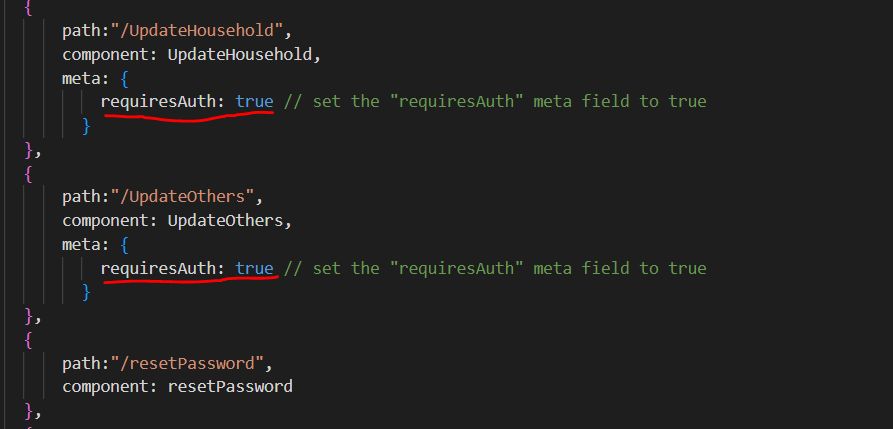 {
path:"/UpdateHousehold",
component: UpdateHousehold,
meta: {
requiresAuth: true // set the "requiresAuth" meta field to true
}
},
{
path:"/UpdateOthers",
component: UpdateOthers,
meta: {
requiresAuth: true // set the "requiresAuth" meta field to true
}
},
{
path:"/resetPassword",
component: resetPassword
},